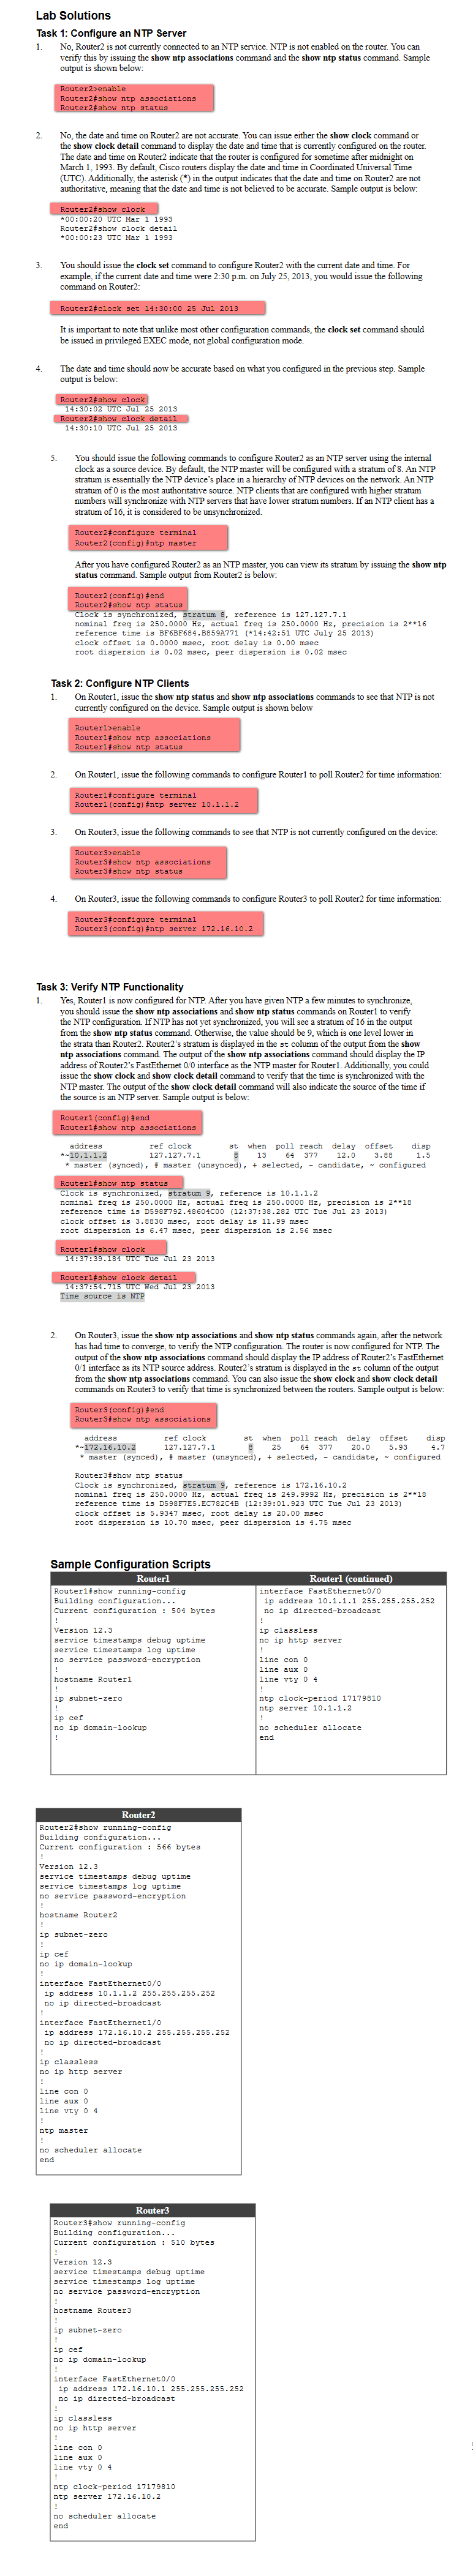 Lab Solutions
Task 1: Configure an NTP Server
1. No, Router2 is not currently connected to an NTP service. NTP is not enabled on the router. You can
verify this by issuing the show ntp associations command and the show ntp status command. Sample
output is shown below:
Router2>enable
Router2#show ntp associations
Router2#show ntp status
2. No, the date and time on Router2 are not accurate. You can issue either the show clock command or
the show clock detail command to display the date and time that is currently configured on the router.
The date and time on Router2 indicate that the router is configured for sometime after midnight on
March 1, 1993. By default, Cisco routers display the date and time in Coordinated Universal Time
(UTC). Additionally, the asterisk (*) in the output indicates that the date and time on Router2 are not
authoritative, meaning that the date and time is not believed to be accurate. Sample output is below:
Router2#show clock
*00:00:20 UTC Mar 1 1993
Router2#show clock detail
*00:00:23 UTC Mar 1 1993
3. You should issue the clock set command to configure Router2 with the current date and time. For
example, if the current date and time were 2:30 p.m. on July 25, 2013, you would issue the following
command on Router2:
Router2#clock set 14:30:00 25 Jul 2013
It is important to note that unlike most other configuration commands, the clock set command should
be issued in privileged EXEC mode, not global configuration mode.
4. The date and time should now be accurate based on what you configured in the previous step. Sample
output is below:
Router2#show clock
14:30:02 UTC Jul 25 2013
Router2#show clock detail
14:30:10 UTC Jul 25 2013
5. You should issue the following commands to configure Router2 as an NTP server using the internal
clock as a source device. By default, the NTP master will be configured with a stratum of 8. An NTP
stratum is essentially the NTP device's place in a hierarchy of NTP devices on the network. An NTP
stratum of 0 is the most authoritative source. NTP clients that are configured with higher stratum
numbers will synchronize with NTP servers that have lower stratum numbers. If an NTP client has a
stratum of 16, it is considered to be unsynchronized.
Router2#configure terminal
Router2(config)#ntp master
After you have configured Router2 as an NTP master, you can view its stratum by issuing the show ntp
status command. Sample output from Router2 is below:
Router2(config)#end
Router2#show ntp status
Clock is synchronized, stratum 8, reference is 127.127.7.1
nominal freq is 250.0000 Hz, actual freq is 250.0000 Hz, precision is 2**16
reference time is BF6BF684.B859A771 (*14:42:51 UTC July 25 2013)
clock offset is 0.0000 msec, root delay is 0.00 msec
root dispersion is 0.02 msec, peer dispersion is 0.02 msec
Task 2: Configure NTP Clients
1. On Router1, issue the show ntp status and show ntp associations commands to see that NTP is not
currently configured on the device. Sample output is shown below
Router1>enable
Router1#show ntp associations
Router1#show ntp status
2. On Router1, issue the following commands to configure Router1 to poll Router2 for time information:
Router1#configure terminal
Router1(config)#ntp server 10.1.1.2
3. On Router3, issue the following commands to see that NTP is not currently configured on the device:
Router3>enable
Router3#show ntp associations
Router3#show ntp status
4. On Router3, issue the following commands to configure Router3 to poll Router2 for time information:
Router3#configure terminal
Router3(config)#ntp server 172.16.10.2
Task 3: Verify NTP Functionality
1. Yes, Router1 is now configured for NTP. After you have given NTP a few minutes to synchronize,
you should issue the show ntp associations and show ntp status commands on Router1 to verify
the NTP configuration. If NTP has not yet synchronized, you will see a stratum of 16 in the output
from the show ntp status command. Otherwise, the value should be 9, which is one level lower in
the strata than Router2. Router2's stratum is displayed in the st column of the output from the show
ntp associations command. The output of the show ntp associations command should display the IP
address of Router2's FastEthernet 0/0 interface as the NTP master for Router1. Additionally, you could
issue the show clock and show clock detail command to verify that the time is synchronized with the
NTP master. The output of the show clock detail command will also indicate the source of the time if
the source is an NTP server. Sample output is below:
Router1(config)#end
Router1#show ntp associations
address ref clock st when poll reach delay offset disp
*~10.1.1.2 127.127.7.1 8 13 64 377 12.0 3.88 1.5
* master (synced), # master (unsynced), + selected, - candidate, ~ configured
Router1#show ntp status
Clock is synchronized, stratum 9, reference is 10.1.1.2
nominal freq is 250.0000 Hz, actual freq is 250.0000 Hz, precision is 2**18
reference time is D598F792.48604C00 (12:37:38.282 UTC Tue Jul 23 2013)
clock offset is 3.8830 msec, root delay is 11.99 msec
root dispersion is 6.47 msec, peer dispersion is 2.56 msec
Router1#show clock
14:37:39.184 UTC Tue Jul 23 2013
Router1#show clock detail
14:37:54.715 UTC Wed Jul 23 2013
Time source is NTP
2. On Router3, issue the show ntp associations and show ntp status commands again, after the network
has had time to converge, to verify the NTP configuration. The router is now configured for NTP. The
output of the show ntp associations command should display the IP address of Router2's FastEthernet
0/1 interface as its NTP source address. Router2's stratum is displayed in the st column of the output
from the show ntp associations command. You can also issue the show clock and show clock detail
commands on Router3 to verify that time is synchronized between the routers. Sample output is below:
Router3(config)#end
Router3#show ntp associations
address ref clock st when poll reach delay offset disp
*~172.16.10.2 127.127.7.1 8 25 64 377 20.0 5.93 4.7
* master (synced), # master (unsynced), + selected, - candidate, ~ configured
Router3#show ntp status
Clock is synchronized, stratum 9, reference is 172.16.10.2
nominal freq is 250.0000 Hz, actual freq is 249.9992 Hz, precision is 2**18
reference time is D598F7E5.EC782C4B (12:39:01.923 UTC Tue Jul 23 2013)
clock offset is 5.9347 msec, root delay is 20.00 msec
root dispersion is 10.70 msec, peer dispersion is 4.75 msec
Sample Configuration Scripts
Router1
Router1#show running-config
Building configuration...
Current configuration : 504 bytes
!
Version 12.3
service timestamps debug uptime
service timestamps log uptime
no service password-encryption
!
hostname Router1
!
ip subnet-zero
!
ip cef
no ip domain-lookup
!
Router1 (continued)
interface FastEthernet0/0
ip address 10.1.1.1 255.255.255.252
no ip directed-broadcast
!
ip classless
no ip http server
!
line con 0
line aux 0
line vty 0 4
!
ntp clock-period 17179810
ntp server 10.1.1.2
!
no scheduler allocate
end
Router2
Router2#show running-config
Building configuration...
Current configuration : 566 bytes
!
Version 12.3
service timestamps debug uptime
service timestamps log uptime
no service password-encryption
!
hostname Router2
!
ip subnet-zero
!
ip cef
no ip domain-lookup
!
interface FastEthernet0/0
ip address 10.1.1.2 255.255.255.252
no ip directed-broadcast
!
interface FastEthernet1/0
ip address 172.16.10.2 255.255.255.252
no ip directed-broadcast
!
ip classless
no ip http server
!
line con 0
line aux 0
line vty 0 4
!
ntp master
!
no scheduler allocate
end
Router3
Router3#show running-config
Building configuration...
Current configuration : 510 bytes
!
Version 12.3
service timestamps debug uptime
service timestamps log uptime
no service password-encryption
!
hostname Router3
!
ip subnet-zero
!
ip cef
no ip domain-lookup
!
interface FastEthernet0/0
ip address 172.16.10.1 255.255.255.252
no ip directed-broadcast
!
ip classless
no ip http server
!
line con 0
line aux 0
line vty 0 4
!
ntp clock-period 17179810
ntp server 172.16.10.2
!
no scheduler allocate
end